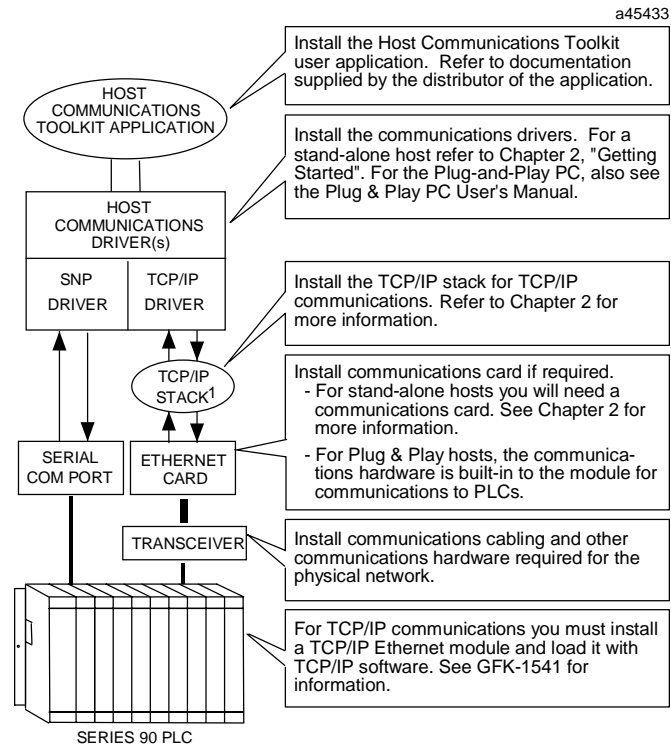 a45433
HOST
COMMUNICATIONS
TOOLKIT APPLICATION
Install the Host Communications Toolkit
user application. Refer to documentation
supplied by the distributor of the application.
Install the communications drivers. For a
stand-alone host refer to Chapter 2, "Getting
Started". For the Plug-and-Play PC, also see
the Plug & Play PC User's Manual.
HOST
COMMUNICATIONS
DRIVER(s)
SNP
DRIVER
TCP/IP
DRIVER
Install the TCP/IP stack for TCP/IP
communications. Refer to Chapter 2 for
more information.
TCP/IP
STACK1
Install communications card if required.
- For stand-alone hosts you will need a
communications card. See Chapter 2 for
more information.
- For Plug & Play hosts, the communica-
tions hardware is built-in to the module for
communications to PLCs.
SERIAL
COM PORT
ETHERNET
CARD
TRANSCEIVER
Install communications cabling and other
communications hardware required for the
physical network.
For TCP/IP communications you must install
a TCP/IP Ethernet module and load it with
TCP/IP software. See GFK-1541 for
information.
SERIES 90 PLC